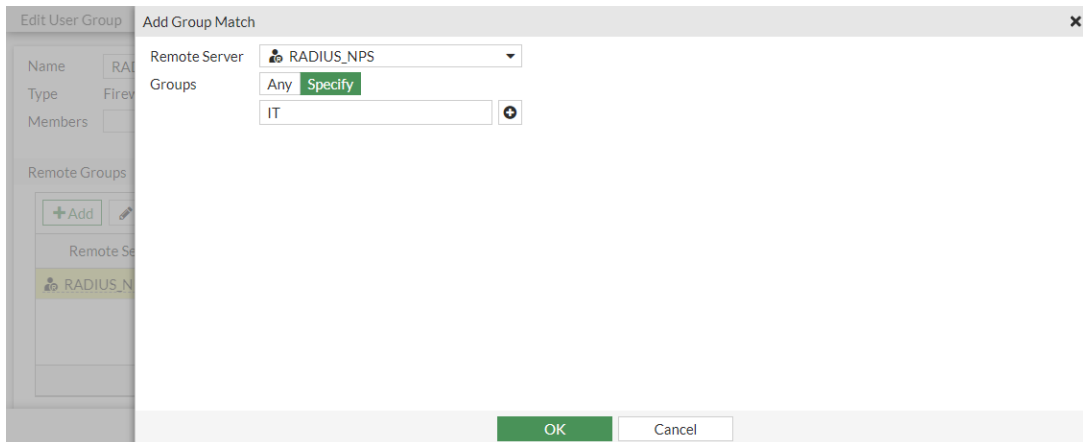 Edit User Group
Add Group Match
Remote Server RADIUS_NPS
Groups Any Specify
IT
Name
Type
Members
Remote Groups
Add
Remote
RADIUS_N
OK Cancel